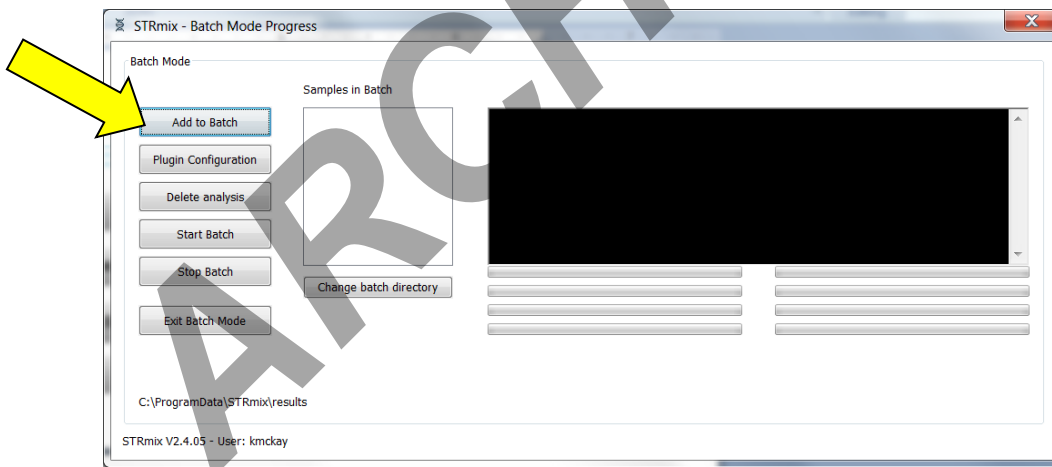 STRmix - Batch Mode Progress
Batch Mode
Samples in Batch
Add to Batch
Plugin Configuration
Delete analysis
Start Batch
Stop Batch
Change batch directory
Exit Batch Mode
C:\ProgramData\STRmix\results
STRmix V2.4.05 - User: kmckay